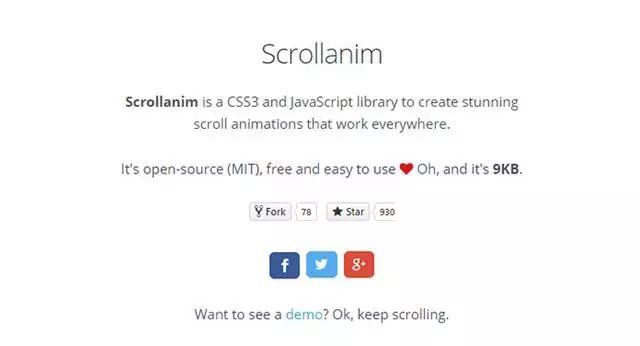 Scrollanim
Scrollanim is a CSS3 and JavaScript library to create stunning
scroll animations that work everywhere.
It's open-source (MIT), free and easy to use ❤ Oh, and it's 9KB.
Fork 78 Star 930
f g+
Want to see a demo? Ok, keep scrolling.